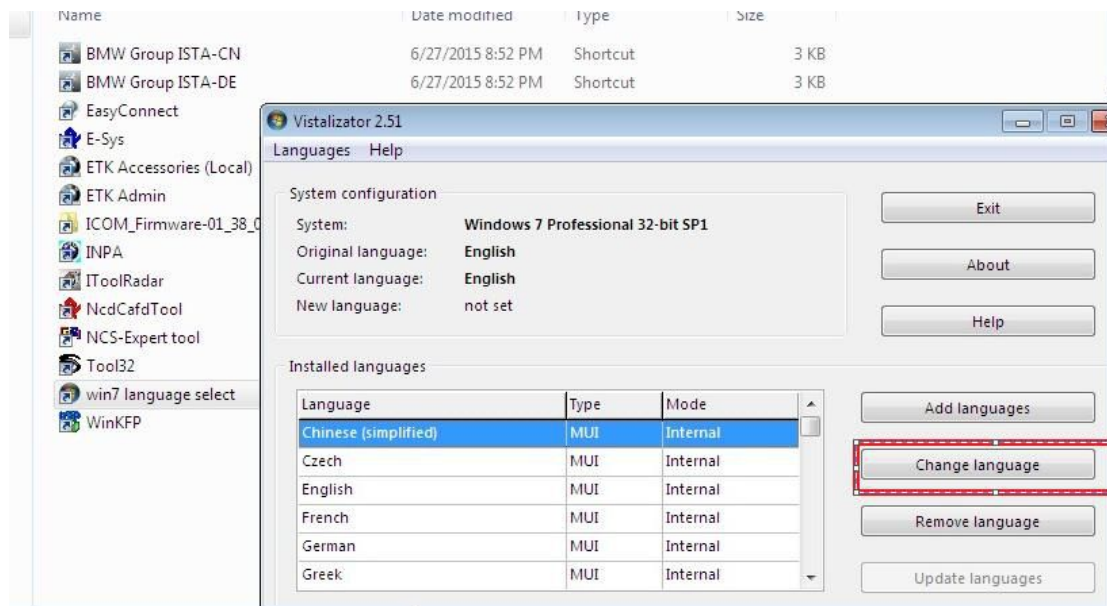 Name Date modified Type Size
BMW Group ISTA-CN 6/27/2015 8:52 PM Shortcut 3 KB
BMW Group ISTA-DE 6/27/2015 8:52 PM Shortcut 3 KB
EasyConnect
E-Sys
ETK Accessories (Local)
ETK Admin
ICOM_Firmware-01_38_0
INPA
IToolRadar
NcdCafdTool
NCS-Expert tool
Tool32
win7 language select
WinKFP
Vistalizator 2.51
Languages Help
System configuration
System: Windows 7 Professional 32-bit SP1
Original language: English
Current language: English
New language: not set
Exit
About
Help
Installed languages
Language Type Mode
Chinese (simplified) MUI Internal
Czech MUI Internal
English MUI Internal
French MUI Internal
German MUI Internal
Greek MUI Internal
Add languages
Change language
Remove language
Update languages